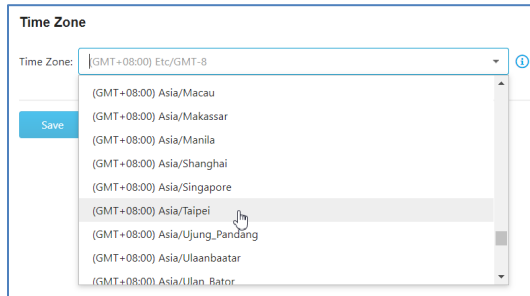 Time Zone
Time Zone: (GMT+08:00) Etc/GMT-8
(GMT+08:00) Asia/Macau
(GMT+08:00) Asia/Makassar
(GMT+08:00) Asia/Manila
Save
(GMT+08:00) Asia/Shanghai
(GMT+08:00) Asia/Singapore
(GMT+08:00) Asia/Taipei
(GMT+08:00) Asia/Ujung_Pandang
(GMT+08:00) Asia/Ulaanbaatar
(GMT+08:00) Asia/Ulan_Bator